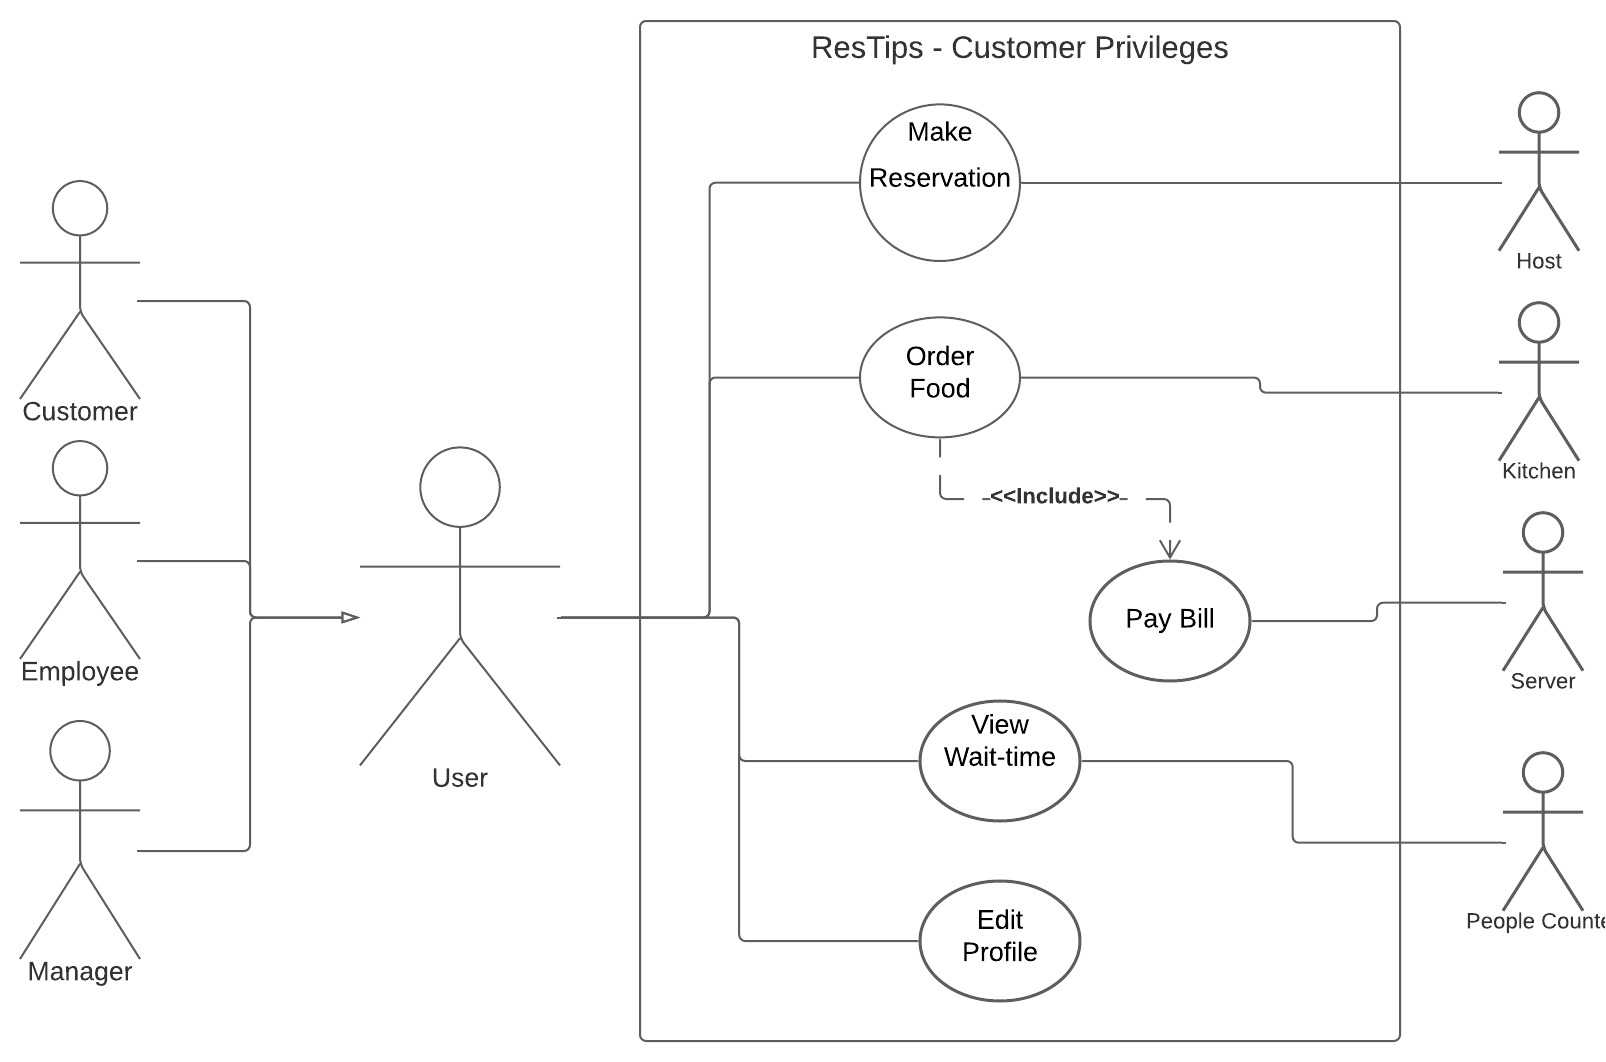 ResTips - Customer Privileges
Make
Reservation
Host
Customer
Order
Food
Kitchen
<<Include>>
Employee
Pay Bill
Server
User
View
Wait-time
People Counte
Edit
Profile
Manager